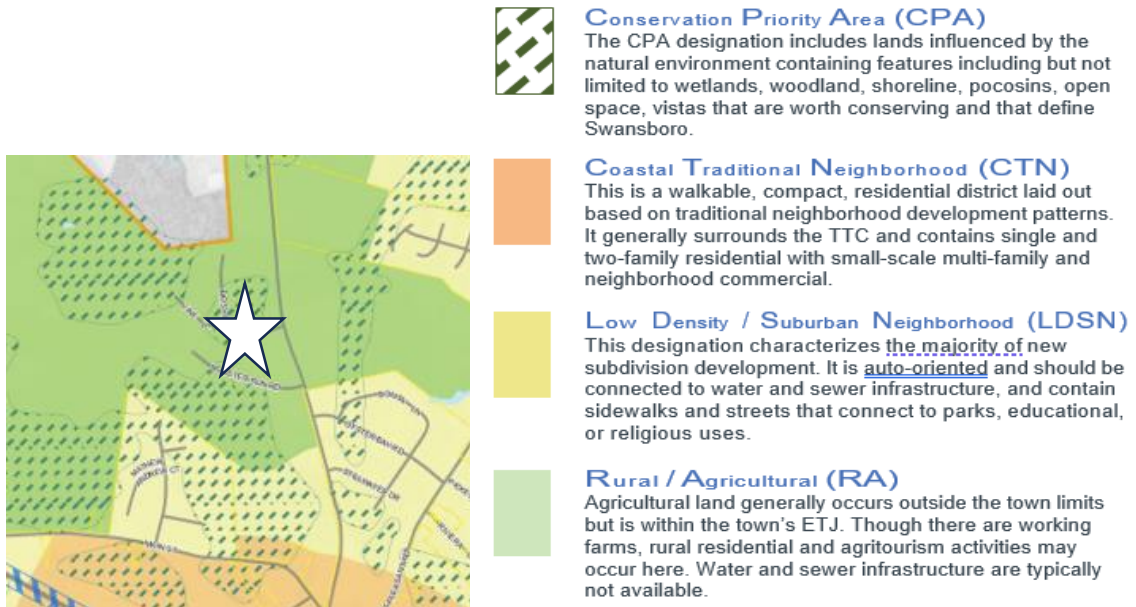 Conservation Priority Area (CPA)
The CPA designation includes lands influenced by the
natural environment containing features including but not
limited to wetlands, woodland, shoreline, pocosins, open
space, vistas that are worth conserving and that define
Swansboro.
Coastal Traditional Neighborhood (CTN)
This is a walkable, compact, residential district laid out
based on traditional neighborhood development patterns.
It generally surrounds the TTC and contains single and
two-family residential with small-scale multi-family and
neighborhood commercial.
Low Density / Suburban Neighborhood (LDSN)
This designation characterizes the majority of new
subdivision development. It is auto-oriented and should be
connected to water and sewer infrastructure, and contain
sidewalks and streets that connect to parks, educational,
or religious uses.
Rural / Agricultural (RA)
Agricultural land generally occurs outside the town limits
but is within the town's ETJ. Though there are working
farms, rural residential and agritourism activities may
occur here. Water and sewer infrastructure are typically
not available.